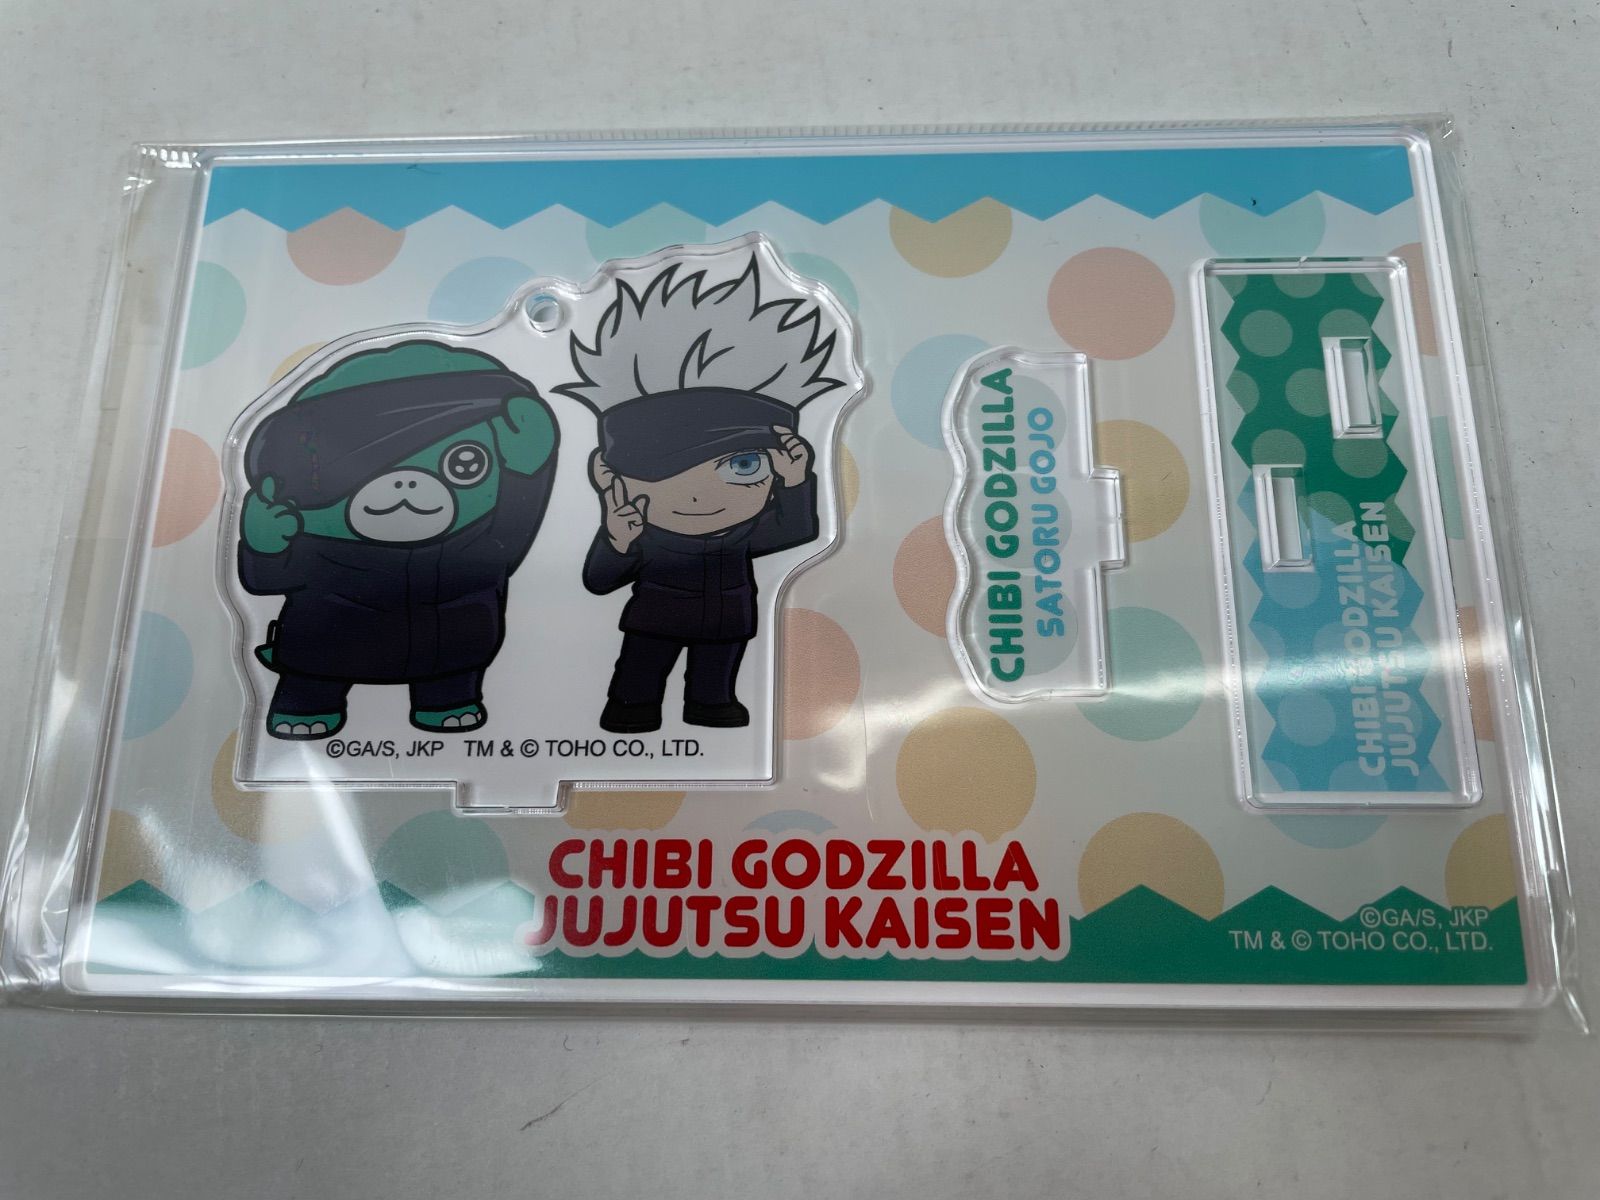 ©GA/S, JKP TM & © TOHO CO., LTD.
CHIBI GODZILLA
SATORU GOJO
CHIBI GODZILLA
JUJUTSU KAISEN
CHIBI GODZILLA
JUJUTSU KAISEN
©GA/S, JKP
TM & © TOHO CO., LTD.